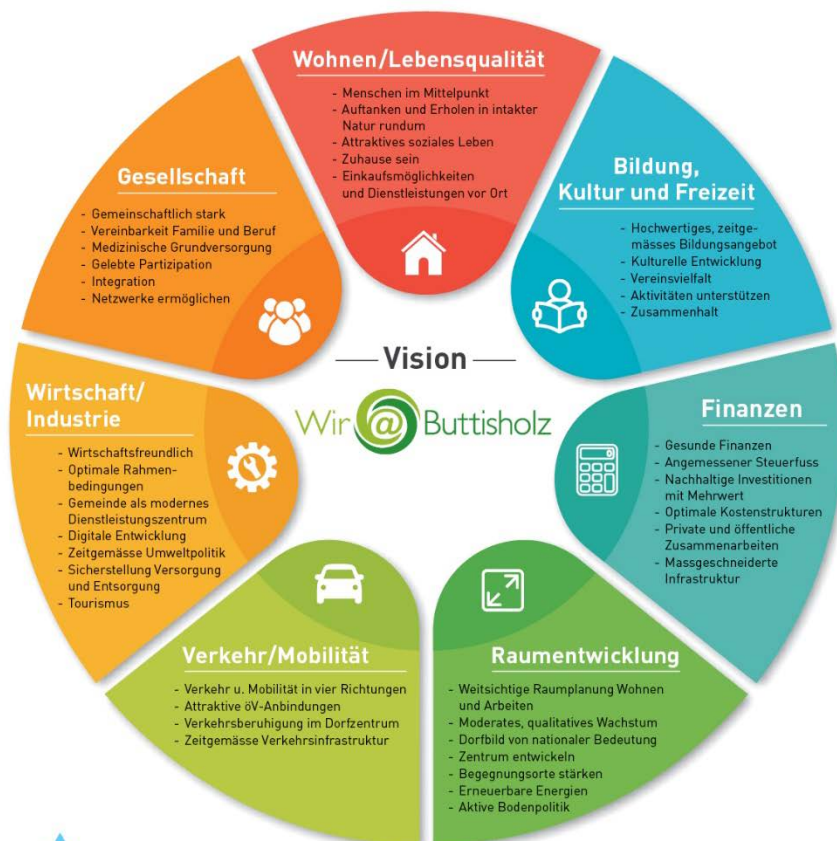 Wohnen/Lebensqualität
- Menschen im Mittelpunkt
- Auftanken und Erholen in intakter
Natur rundum
- Attraktives soziales Leben
- Zuhause sein
- Einkaufsmöglichkeiten
und Dienstleistungen vor Ort
Bildung,
Kultur und Freizeit
- Hochwertiges, zeitge-
mässes Bildungsangebot
- Kulturelle Entwicklung
- Vereinsvielfalt
- Aktivitäten unterstützen
- Zusammenhalt
Finanzen
- Gesunde Finanzen
- Angemessener Steuerfuss
- Nachhaltige Investitionen
mit Mehrwert
- Optimale Kostenstrukturen
- Private und öffentliche
Zusammenarbeiten
- Massgeschneiderte
Infrastruktur
Raumentwicklung
- Weitsichtige Raumplanung Wohnen
und Arbeiten
- Moderates, qualitatives Wachstum
- Dorfbild von nationaler Bedeutung
- Zentrum entwickeln
- Begegnungsorte stärken
- Erneuerbare Energien
- Aktive Bodenpolitik
Verkehr/Mobilität
- Verkehr u. Mobilität in vier Richtungen
- Attraktive öV-Anbindungen
- Verkehrsberuhigung im Dorfzentrum
- Zeitgemässe Verkehrsinfrastruktur
Wirtschaft/
Industrie
- Wirtschaftsfreundlich
- Optimale Rahmen-
bedingungen
- Gemeinde als modernes
Dienstleistungszentrum
- Digitale Entwicklung
- Zeitgemässe Umweltpolitik
- Sicherstellung Versorgung
und Entsorgung
- Tourismus
Gesellschaft
- Gemeinschaftlich stark
- Vereinbarkeit Familie und Beruf
- Medizinische Grundversorgung
- Gelebte Partizipation
- Integration
- Netzwerke ermöglichen
Vision
Wir @ Buttisholz